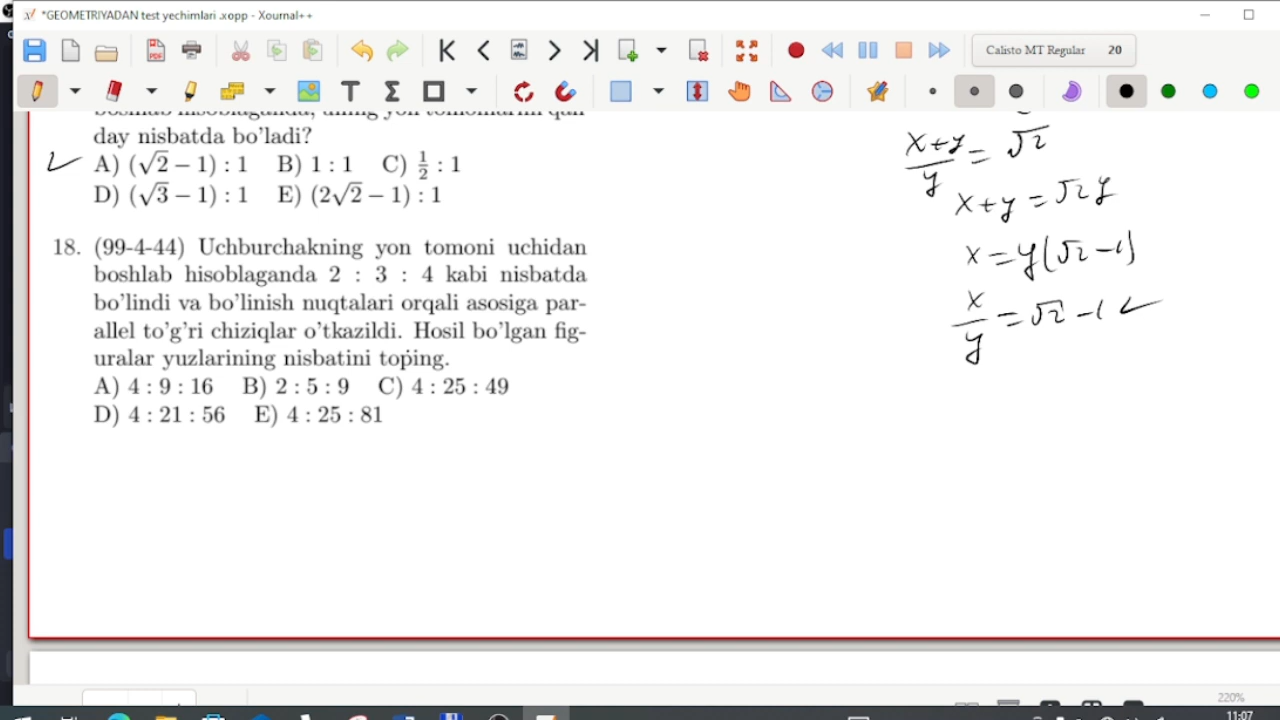 *GEOMETRIYADAN test yechimlari .xopp - Xournal++
Calisto MT Regular 20
day nisbatda bo'ladi?
A) (√2 − 1) : 1 B) 1 : 1 C) 1/2 : 1
D) (√3 − 1) : 1 E) (2√2 − 1) : 1
18. (99-4-44) Uchburchakning yon tomoni uchidan
boshlab hisoblaganda 2 : 3 : 4 kabi nisbatda
bo'lindi va bo'linish nuqtalari orqali asosiga par-
allel to'g'ri chiziqlar o'tkazildi. Hosil bo'lgan fig-
uralar yuzlarining nisbatini toping.
A) 4 : 9 : 16 B) 2 : 5 : 9 C) 4 : 25 : 49
D) 4 : 21 : 56 E) 4 : 25 : 81
(x+y)/y = √2
x+y = √2 y
x = y(√2 −1)
x/y = √2 −1
220%
11:07